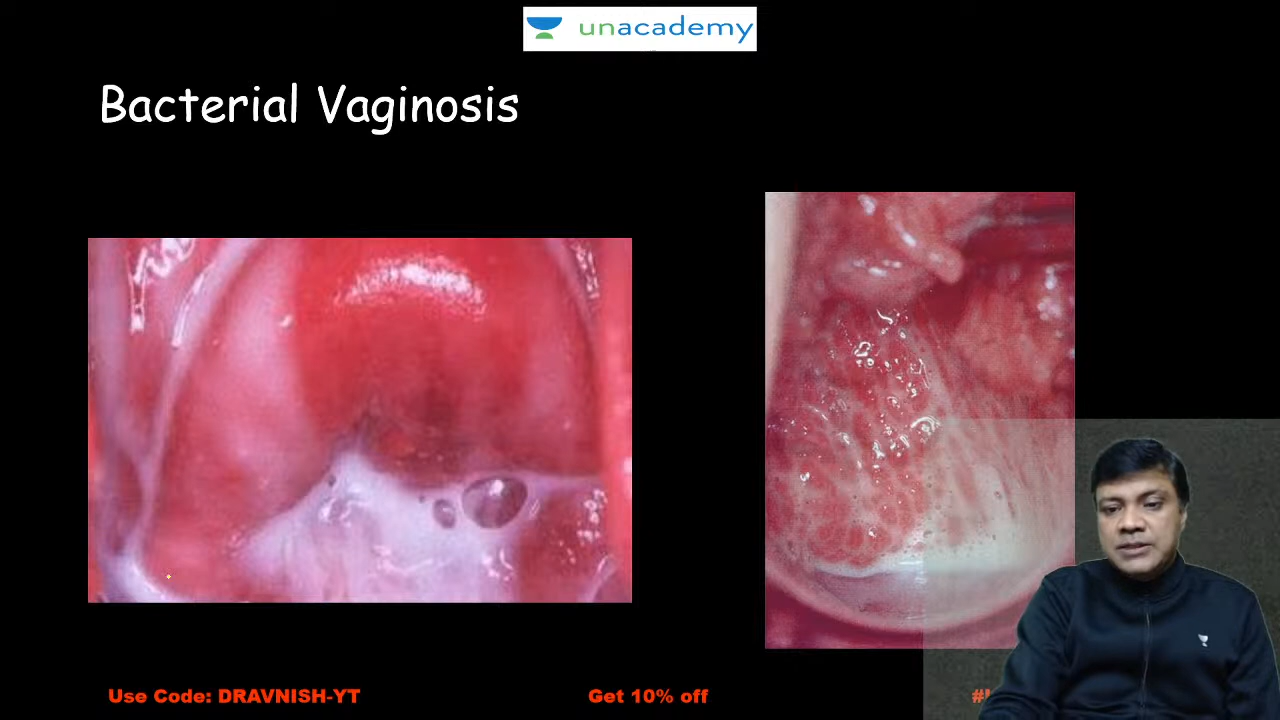 unacademy
Bacterial Vaginosis
Use Code: DRAVNISH-YT
Get 10% off